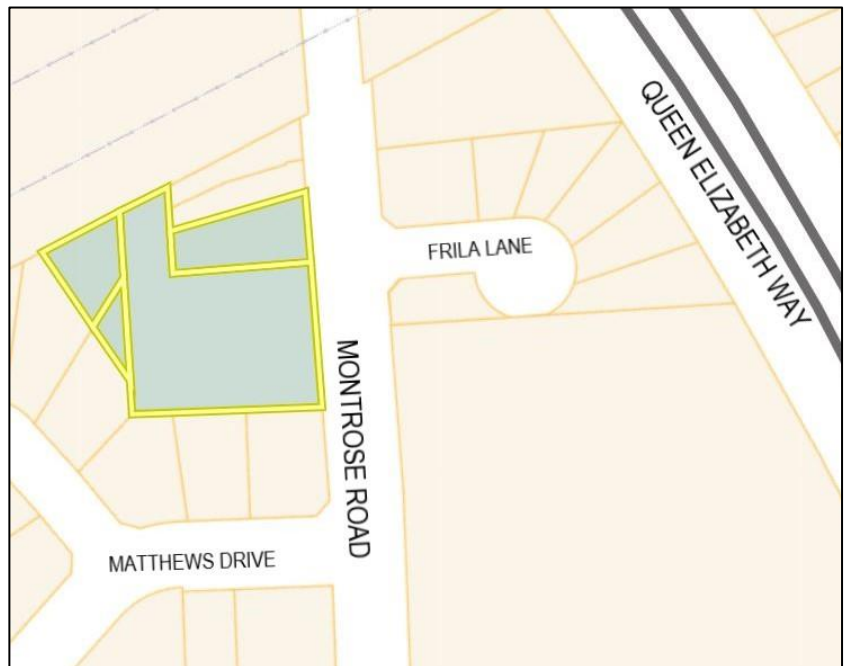 QUEEN ELIZABETH WAY
FRILA LANE
MONTROSE ROAD
MATTHEWS DRIVE